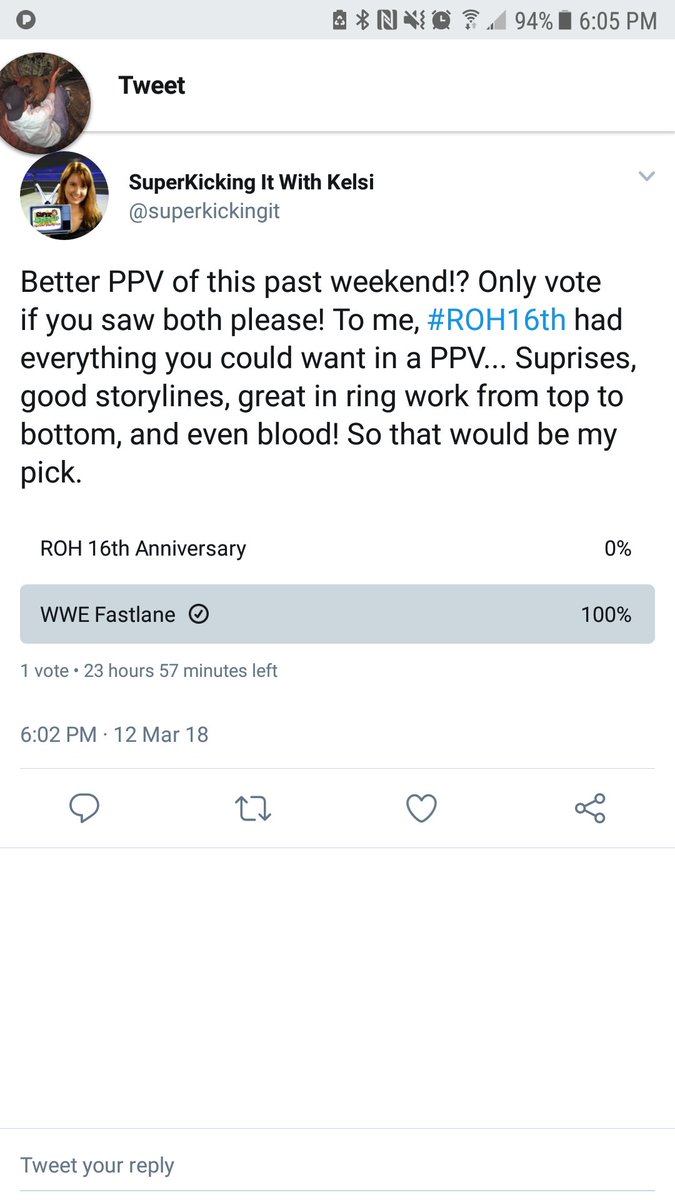 94% 6:05 PM
Tweet
SuperKicking It With Kelsi
@superkickingit
Better PPV of this past weekend!? Only vote
if you saw both please! To me, #ROH16th had
everything you could want in a PPV... Suprises,
good storylines, great in ring work from top to
bottom, and even blood! So that would be my
pick.
ROH 16th Anniversary 0%
WWE Fastlane 100%
1 vote • 23 hours 57 minutes left
6:02 PM · 12 Mar 18
Tweet your reply